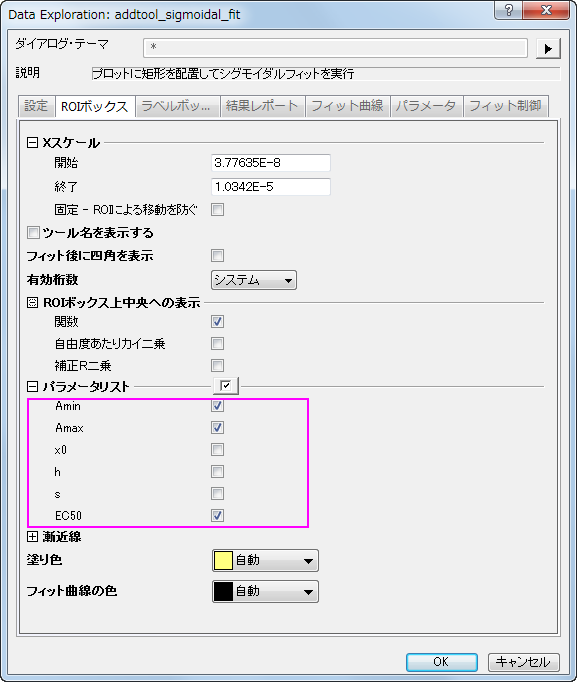 Data Exploration: addtool_sigmoidal_fit
ダイアログ・テーマ *
説明 プロットに矩形を配置してシグモイダルフィットを実行
設定 ROIボックス ラベルボッ... 結果レポート フィット曲線 パラメータ フィット制御
Xスケール
開始 3.77635E-8
終了 1.0342E-5
固定 - ROIによる移動を防ぐ
ツール名を表示する
フィット後に四角を表示
有効桁数 システム
ROIボックス上中央への表示
関数
自由度あたりカイ二乗
補正R二乗
パラメータリスト
Amin
Amax
x0
h
s
EC50
漸近線
塗り色 自動
フィット曲線の色 自動
OK キャンセル